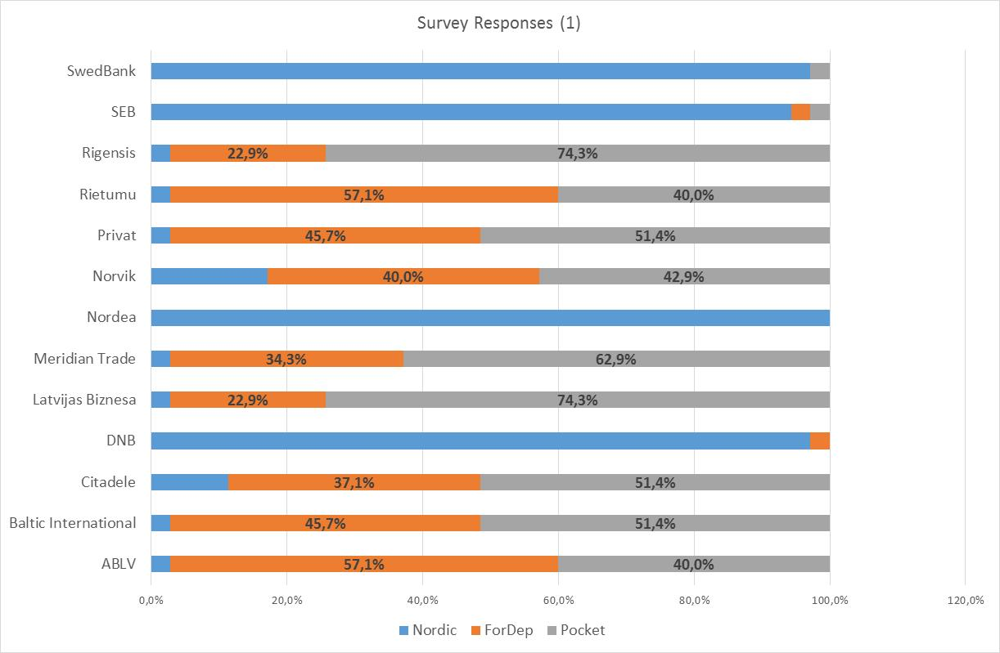 Survey Responses (1)
SwedBank
SEB
Rigensis 22,9% 74,3%
Rietumu 57,1% 40,0%
Privat 45,7% 51,4%
Norvik 40,0% 42,9%
Nordea
Meridian Trade 34,3% 62,9%
Latvijas Biznesa 22,9% 74,3%
DNB
Citadele 37,1% 51,4%
Baltic International 45,7% 51,4%
ABLV 57,1% 40,0%
0,0% 20,0% 40,0% 60,0% 80,0% 100,0% 120,0%
Nordic ForDep Pocket